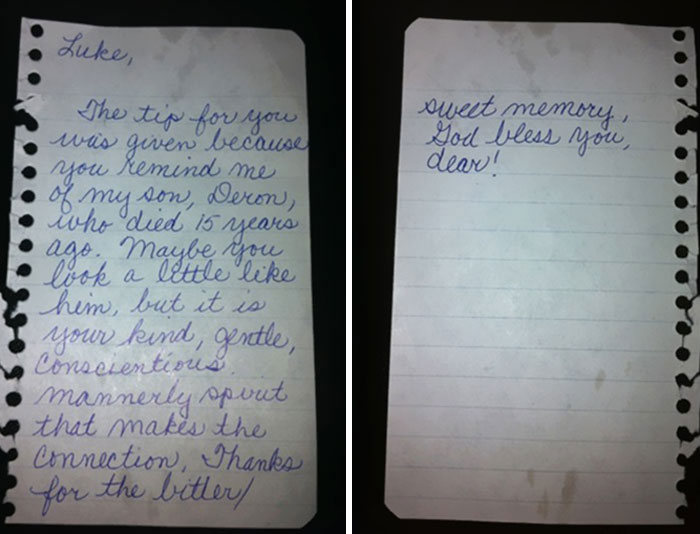 Luke,
The tip for you
was given because
you remind me
of my son, Deron,
who died 15 years
ago. Maybe you
look a little like
him, but it is
your kind, gentle,
conscientious
mannerly spirit
that makes the
connection. Thanks
for the bitter/
sweet memory,
God bless you,
dear!